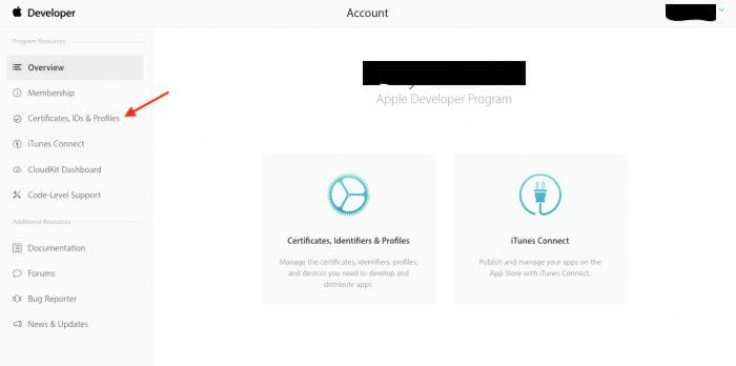 Developer
Account
Program Resources
Overview
Membership
Certificates, IDs & Profiles
iTunes Connect
CloudKit Dashboard
Code-Level Support
Additional Resources
Documentation
Forums
Bug Reporter
News & Updates
Apple Developer Program
Certificates, Identifiers & Profiles
Manage the certificates, identifiers, profiles,
and devices you need to develop and
distribute apps.
iTunes Connect
Publish and manage your apps on the
App Store with iTunes Connect.